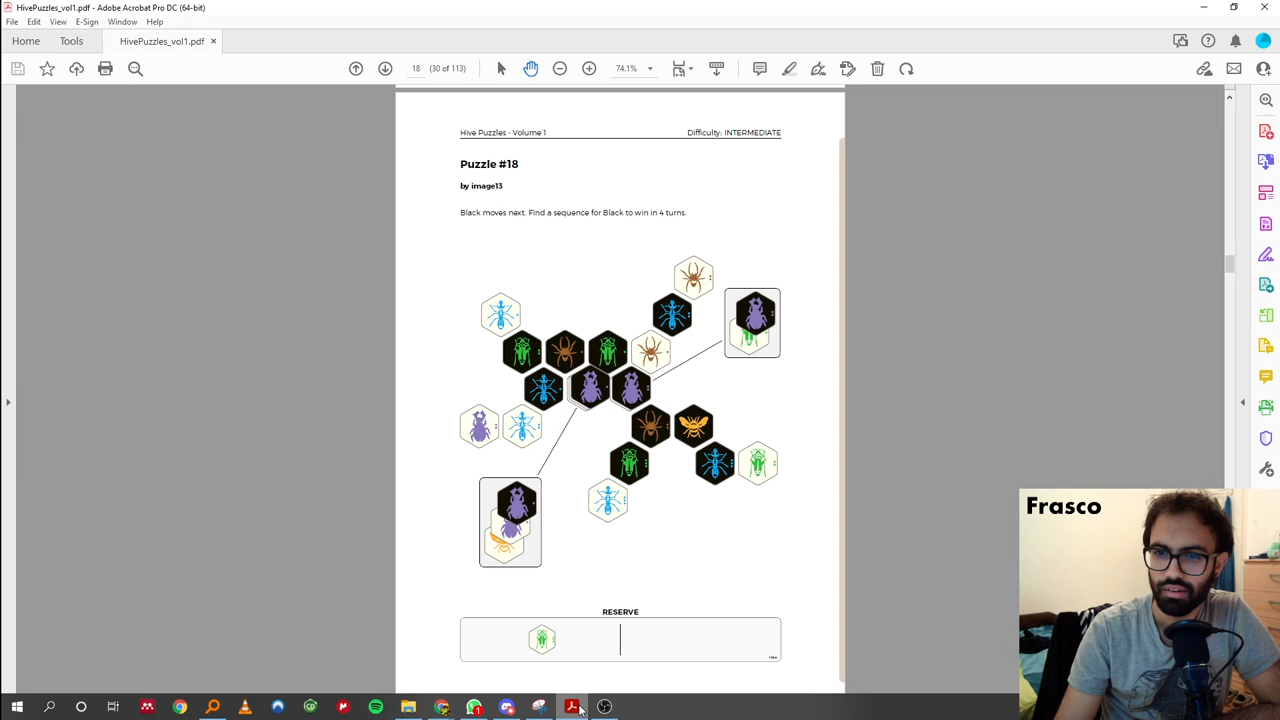 HivePuzzles_vol1.pdf - Adobe Acrobat Pro DC (64-bit)
File Edit View E-Sign Window Help
Home Tools HivePuzzles_vol1.pdf
18 (30 of 113) 74.1%
Hive Puzzles - Volume 1 Difficulty: INTERMEDIATE
Puzzle #18
by image13
Black moves next. Find a sequence for Black to win in 4 turns.
RESERVE
Frasco